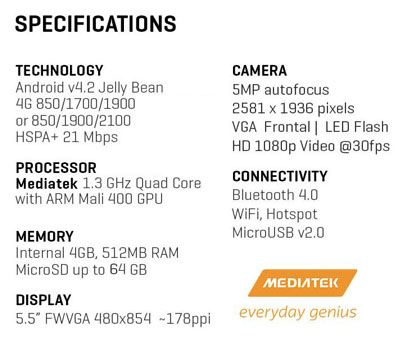 SPECIFICATIONS
TECHNOLOGY
Android v4.2 Jelly Bean
4G 850/1700/1900
or 850/1900/2100
HSPA+ 21 Mbps
PROCESSOR
Mediatek 1.3 GHz Quad Core
with ARM Mali 400 GPU
MEMORY
Internal 4GB, 512MB RAM
MicroSD up to 64 GB
DISPLAY
5.5” FWVGA 480x854 ~178ppi
CAMERA
5MP autofocus
2581 x 1936 pixels
VGA Frontal | LED Flash
HD 1080p Video @30fps
CONNECTIVITY
Bluetooth 4.0
WiFi, Hotspot
MicroUSB v2.0
MEDIATEK
everyday genius